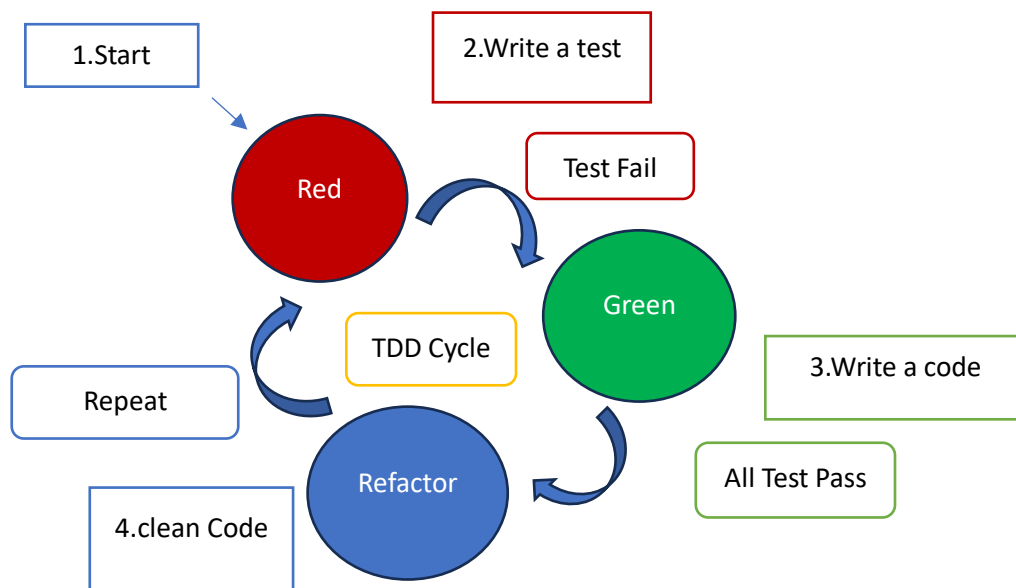 1.Start
2.Write a test
Test Fail
Red
Green
TDD Cycle
3.Write a code
Repeat
All Test Pass
Refactor
4.clean Code